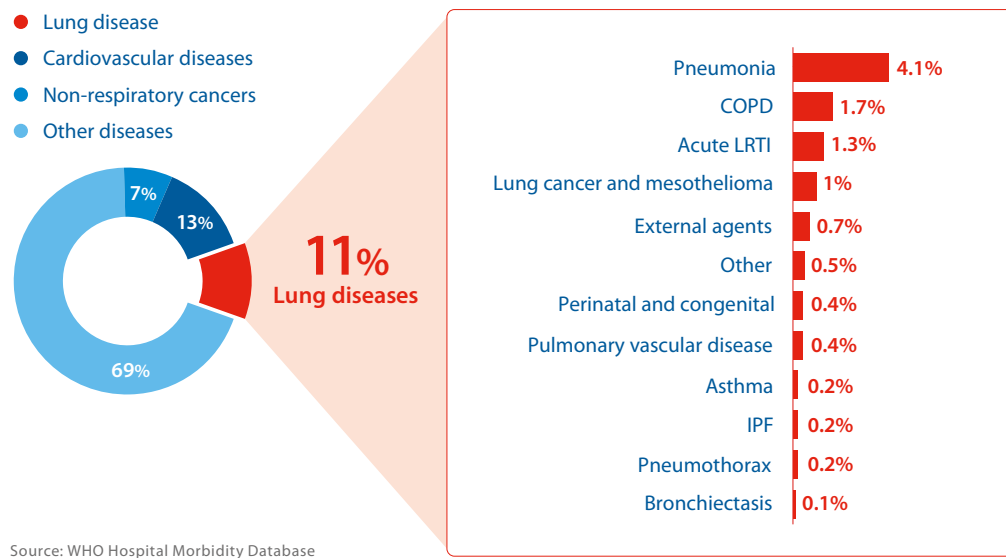 Lung disease
Cardiovascular diseases
Non-respiratory cancers
Other diseases
7%
13%
69%
11%
Lung diseases
Pneumonia 4.1%
COPD 1.7%
Acute LRTI 1.3%
Lung cancer and mesothelioma 1%
External agents 0.7%
Other 0.5%
Perinatal and congenital 0.4%
Pulmonary vascular disease 0.4%
Asthma 0.2%
IPF 0.2%
Pneumothorax 0.2%
Bronchiectasis 0.1%
Source: WHO Hospital Morbidity Database